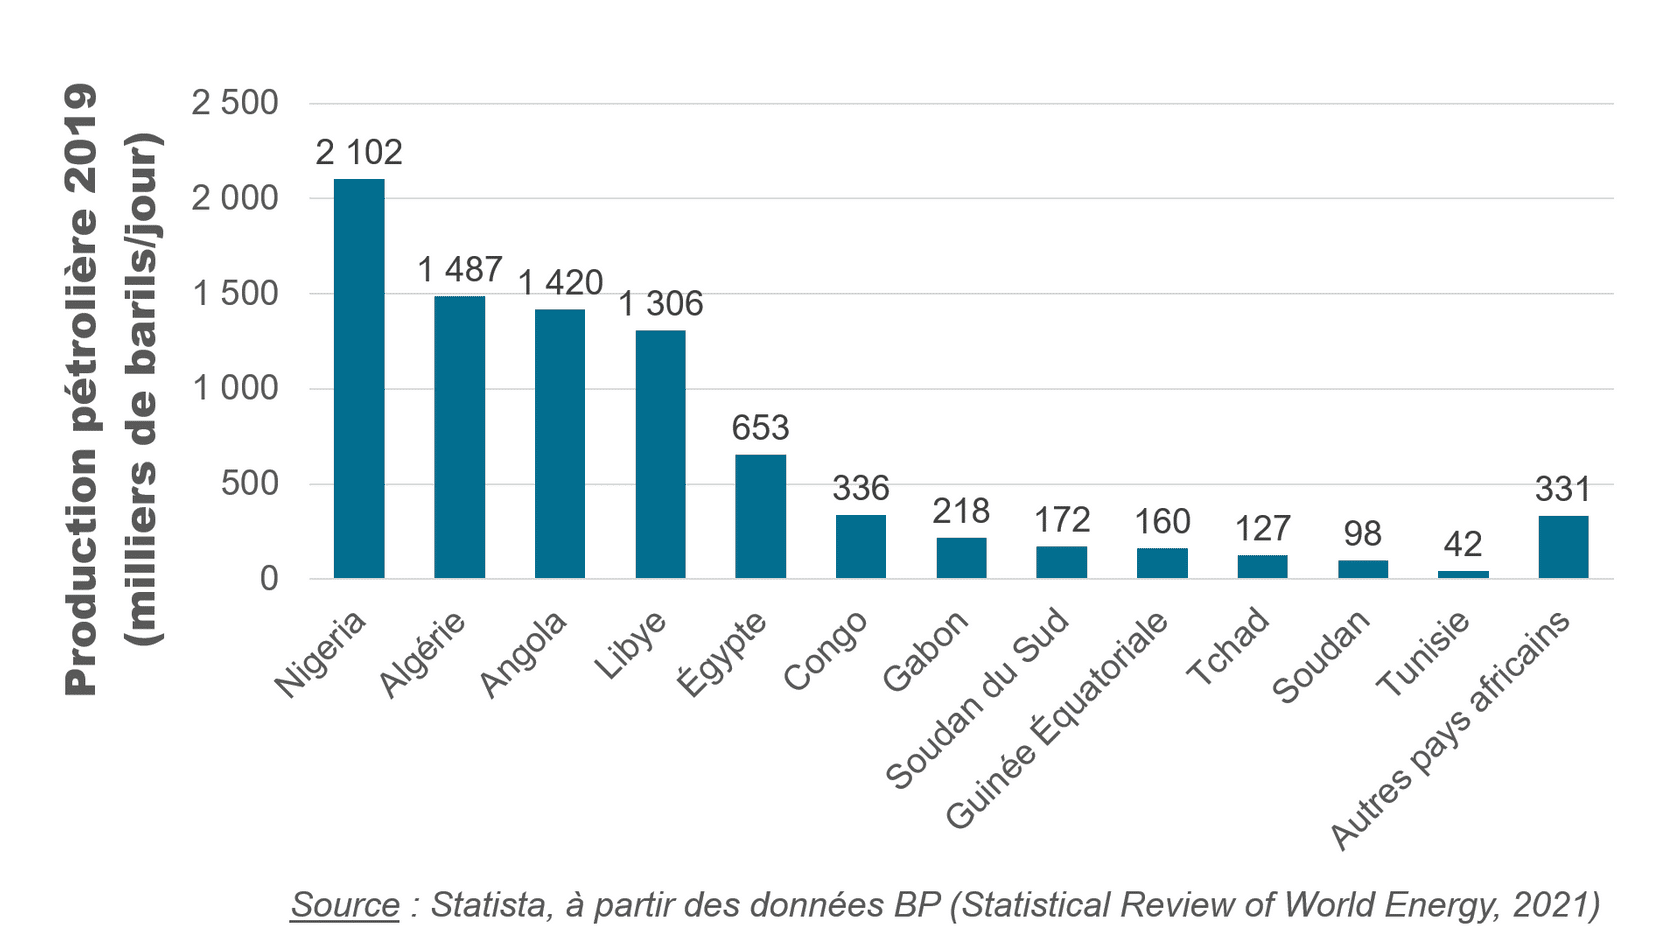 Production pétrolière 2019
(milliers de barils/jour)
2 500
2 000
1 500
1 000
500
0
2 102
1 487
1 420
1 306
653
336
218
172
160
127
98
42
331
Nigeria
Algérie
Angola
Libye
Égypte
Congo
Gabon
Soudan du Sud
Guinée Équatoriale
Tchad
Soudan
Tunisie
Autres pays africains
Source : Statista, à partir des données BP (Statistical Review of World Energy, 2021)